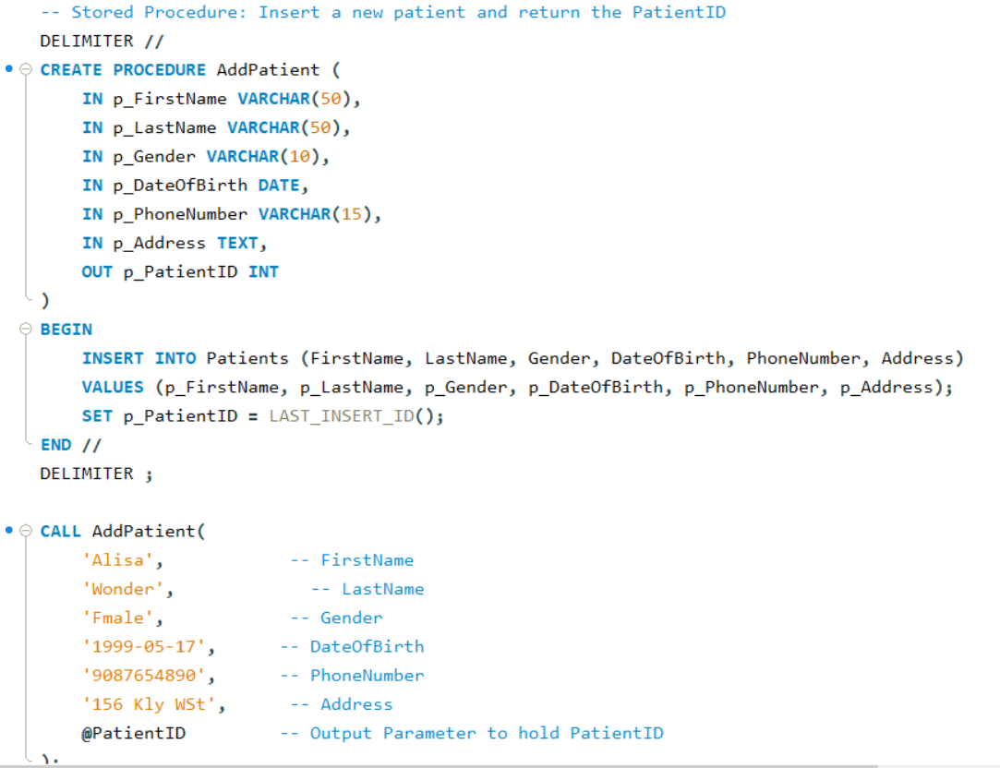 -- Stored Procedure: Insert a new patient and return the PatientID
DELIMITER //
CREATE PROCEDURE AddPatient (
IN p_FirstName VARCHAR(50),
IN p_LastName VARCHAR(50),
IN p_Gender VARCHAR(10),
IN p_DateOfBirth DATE,
IN p_PhoneNumber VARCHAR(15),
IN p_Address TEXT,
OUT p_PatientID INT
)
BEGIN
INSERT INTO Patients (FirstName, LastName, Gender, DateOfBirth, PhoneNumber, Address)
VALUES (p_FirstName, p_LastName, p_Gender, p_DateOfBirth, p_PhoneNumber, p_Address);
SET p_PatientID = LAST_INSERT_ID();
END //
DELIMITER ;
CALL AddPatient(
'Alisa', -- FirstName
'Wonder', -- LastName
'Fmale', -- Gender
'1999-05-17', -- DateOfBirth
'9087654890', -- PhoneNumber
'156 Kly WSt', -- Address
@PatientID -- Output Parameter to hold PatientID
);